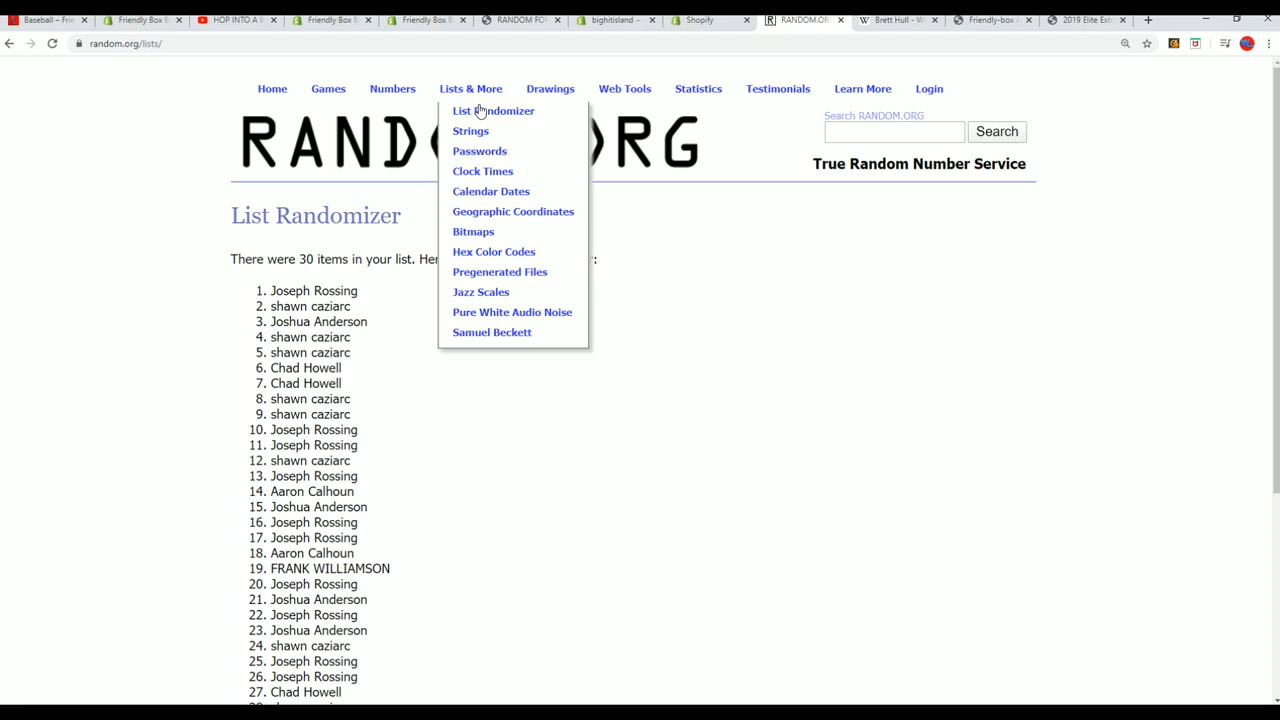 Baseball – Frie
Friendly Box B
HOP INTO A B
Friendly Box B
Friendly Box B
RANDOM FOR
bighitisland –
Shopify
RANDOM.ORG
Brett Hull - W
Friendly-box
2019 Elite Ext
random.org/lists/
Home Games Numbers Lists & More Drawings Web Tools Statistics Testimonials Learn More Login
List Randomizer
Strings
Passwords
Clock Times
Calendar Dates
Geographic Coordinates
Bitmaps
Hex Color Codes
Pregenerated Files
Jazz Scales
Pure White Audio Noise
Samuel Beckett
RAND RG
Search RANDOM.ORG
Search
True Random Number Service
List Randomizer
There were 30 items in your list. Her :
1. Joseph Rossing
2. shawn caziarc
3. Joshua Anderson
4. shawn caziarc
5. shawn caziarc
6. Chad Howell
7. Chad Howell
8. shawn caziarc
9. shawn caziarc
10. Joseph Rossing
11. Joseph Rossing
12. shawn caziarc
13. Joseph Rossing
14. Aaron Calhoun
15. Joshua Anderson
16. Joseph Rossing
17. Joseph Rossing
18. Aaron Calhoun
19. FRANK WILLIAMSON
20. Joseph Rossing
21. Joshua Anderson
22. Joseph Rossing
23. Joshua Anderson
24. shawn caziarc
25. Joseph Rossing
26. Joseph Rossing
27. Chad Howell